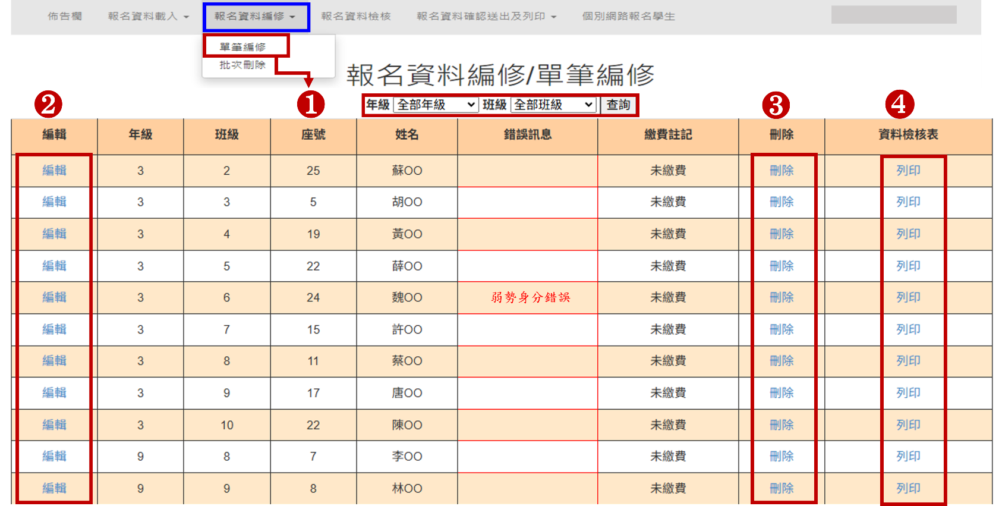 佈告欄 報名資料載入 報名資料編修 報名資料檢核 報名資料確認送出及列印 個別網路報名學生
單筆編修
批次刪除
報名資料編修/單筆編修
1 2 3 4
年級 全部年級 班級 全部班級 查詢
編輯 年級 班級 座號 姓名 錯誤訊息 繳費註記 刪除 資料檢核表
編輯 3 2 25 蘇OO 未繳費 刪除 列印
編輯 3 3 5 胡OO 未繳費 刪除 列印
編輯 3 4 19 黃OO 未繳費 刪除 列印
編輯 3 5 22 薛OO 未繳費 刪除 列印
編輯 3 6 24 魏OO 弱勢身分錯誤 未繳費 刪除 列印
編輯 3 7 15 許OO 未繳費 刪除 列印
編輯 3 8 11 蔡OO 未繳費 刪除 列印
編輯 3 9 17 唐OO 未繳費 刪除 列印
編輯 3 10 22 陳OO 未繳費 刪除 列印
編輯 9 8 7 李OO 未繳費 刪除 列印
編輯 9 9 8 林OO 未繳費 刪除 列印